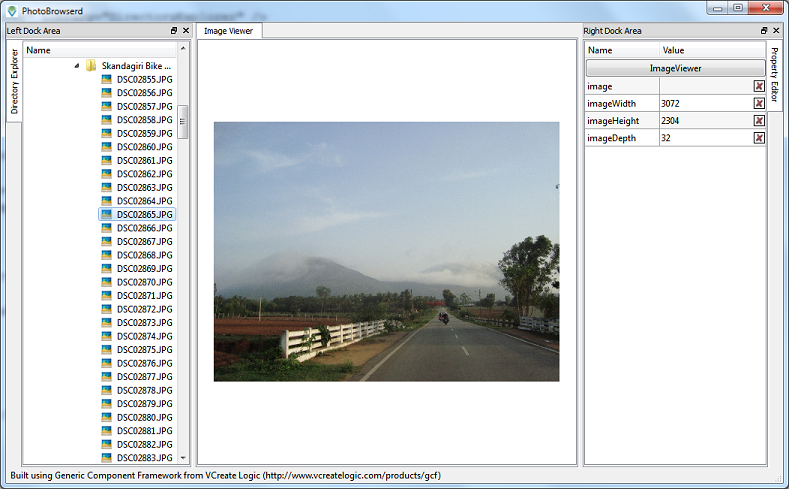 PhotoBrowserd
Left Dock Area
Directory Explorer
Name
Skandagiri Bike ...
DSC02855.JPG
DSC02856.JPG
DSC02857.JPG
DSC02858.JPG
DSC02859.JPG
DSC02860.JPG
DSC02861.JPG
DSC02862.JPG
DSC02863.JPG
DSC02864.JPG
DSC02865.JPG
DSC02866.JPG
DSC02867.JPG
DSC02868.JPG
DSC02869.JPG
DSC02870.JPG
DSC02871.JPG
DSC02872.JPG
DSC02873.JPG
DSC02874.JPG
DSC02875.JPG
DSC02876.JPG
DSC02877.JPG
DSC02878.JPG
DSC02879.JPG
DSC02880.JPG
DSC02881.JPG
DSC02882.JPG
DSC02883.JPG
Image Viewer
Right Dock Area
Name Value
ImageViewer
image
imageWidth 3072
imageHeight 2304
imageDepth 32
Property Editor
Built using Generic Component Framework from VCreate Logic (http://www.vcreatelogic.com/products/gcf)